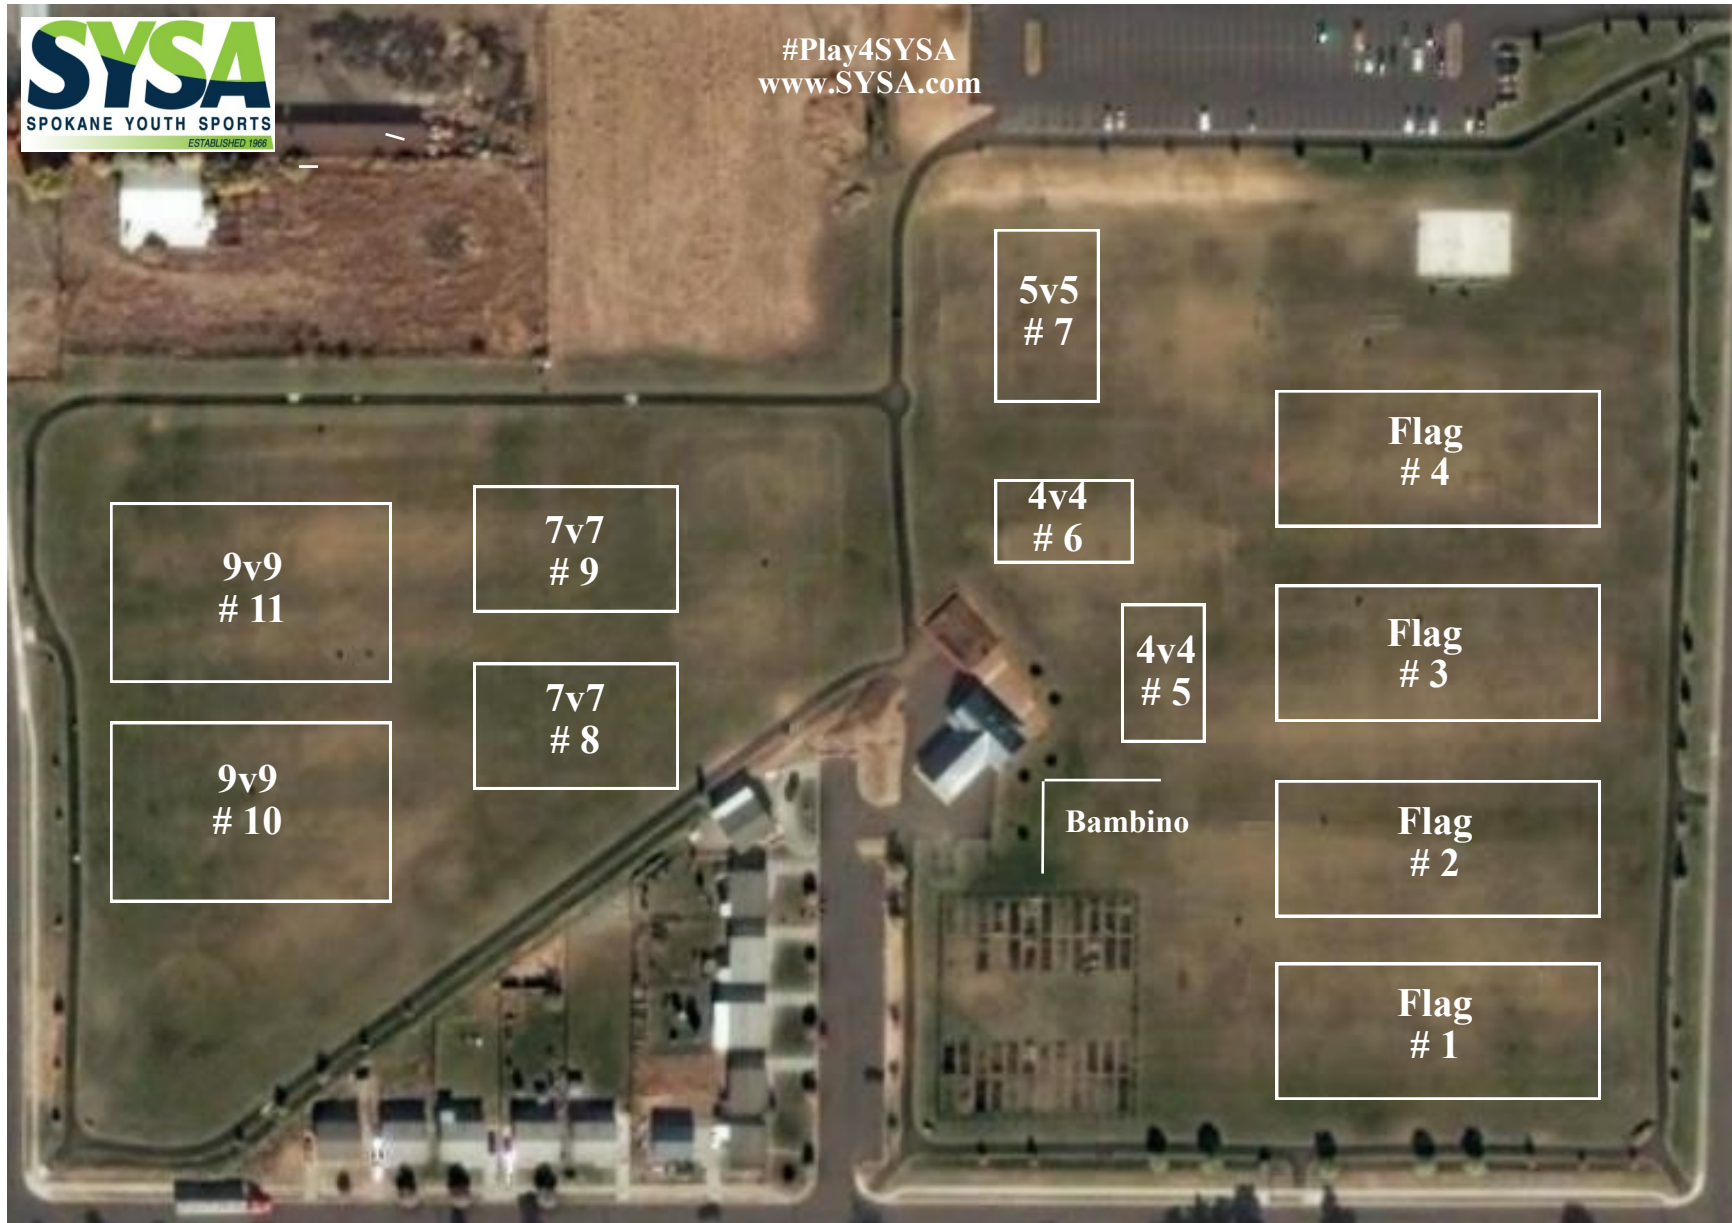 SYSA
SPOKANE YOUTH SPORTS
ESTABLISHED 1966
#Play4SYSA
www.SYSA.com
5v5
# 7
Flag
# 4
4v4
# 6
7v7
# 9
9v9
# 11
Flag
# 3
4v4
# 5
7v7
# 8
9v9
# 10
Bambino
Flag
# 2
Flag
# 1